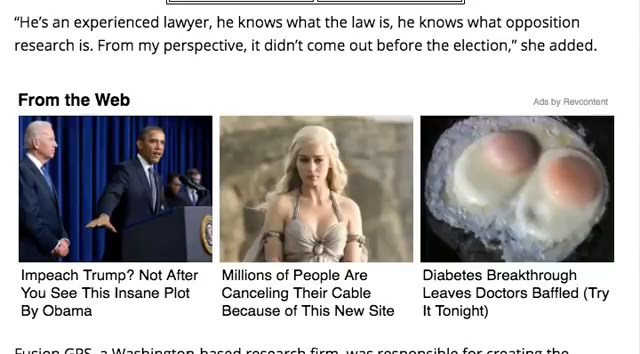 “He’s an experienced lawyer, he knows what the law is, he knows what opposition
research is. From my perspective, it didn’t come out before the election,” she added.
From the Web
Ads by Revcontent
Impeach Trump? Not After
You See This Insane Plot
By Obama
Millions of People Are
Canceling Their Cable
Because of This New Site
Diabetes Breakthrough
Leaves Doctors Baffled (Try
It Tonight)
Fusion GPS, a Washington-based research firm, was responsible for creating the